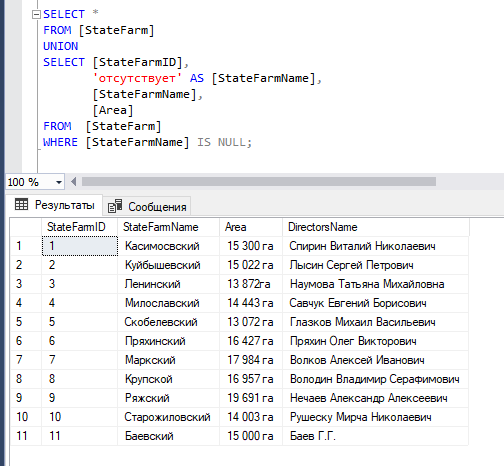 SELECT *
FROM [StateFarm]
UNION
SELECT [StateFarmID],
'отсутствует' AS [StateFarmName],
[StateFarmName],
[Area]
FROM [StateFarm]
WHERE [StateFarmName] IS NULL;
100 %
Результаты Сообщения
StateFarmID StateFarmName Area DirectorsName
1 1 Касимосвский 15 300 га Спирин Виталий Николаевич
2 2 Куйбышевский 15 022 га Лысин Сергей Петрович
3 3 Ленинский 13 872га Наумова Татьяна Михайловна
4 4 Милославский 14 443 га Савчук Евгений Борисович
5 5 Скобелевский 13 072 га Глазков Михаил Васильевич
6 6 Пряхинский 16 427 га Пряхин Олег Викторович
7 7 Маркский 17 984 га Волков Алексей Иванович
8 8 Крупской 16 957 га Володин Владимир Серафимович
9 9 Ряжский 19 691 га Нечаев Александр Алексеевич
10 10 Старожиловский 14 003 га Рушеску Мирча Николаевич
11 11 Баевский 15 000 га Баев Г.Г.